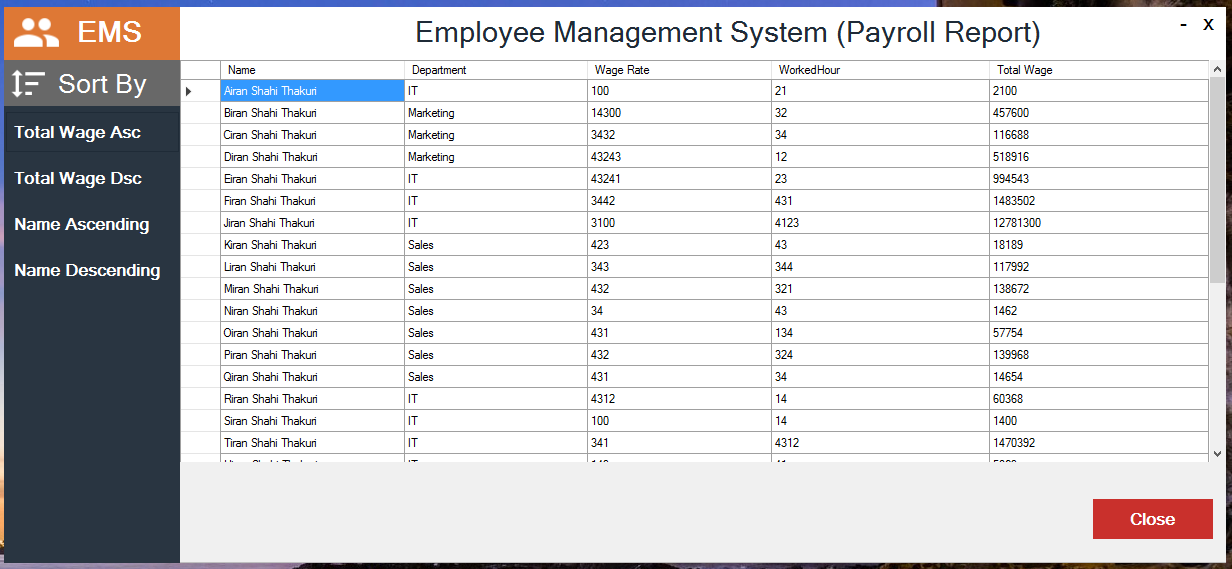 EMS
Employee Management System (Payroll Report)
- X
Sort By
Total Wage Asc
Total Wage Dsc
Name Ascending
Name Descending
Name Department Wage Rate WorkedHour Total Wage
Airan Shahi Thakuri IT 100 21 2100
Biran Shahi Thakuri Marketing 14300 32 457600
Ciran Shahi Thakuri Marketing 3432 34 116688
Diran Shahi Thakuri Marketing 43243 12 518916
Eiran Shahi Thakuri IT 43241 23 994543
Firan Shahi Thakuri IT 3442 431 1483502
Jiran Shahi Thakuri IT 3100 4123 12781300
Kiran Shahi Thakuri Sales 423 43 18189
Liran Shahi Thakuri Sales 343 344 117992
Miran Shahi Thakuri Sales 432 321 138672
Niran Shahi Thakuri Sales 34 43 1462
Oiran Shahi Thakuri Sales 431 134 57754
Piran Shahi Thakuri Sales 432 324 139968
Qiran Shahi Thakuri Sales 431 34 14654
Riran Shahi Thakuri IT 4312 14 60368
Siran Shahi Thakuri IT 100 14 1400
Tiran Shahi Thakuri IT 341 4312 1470392
Close